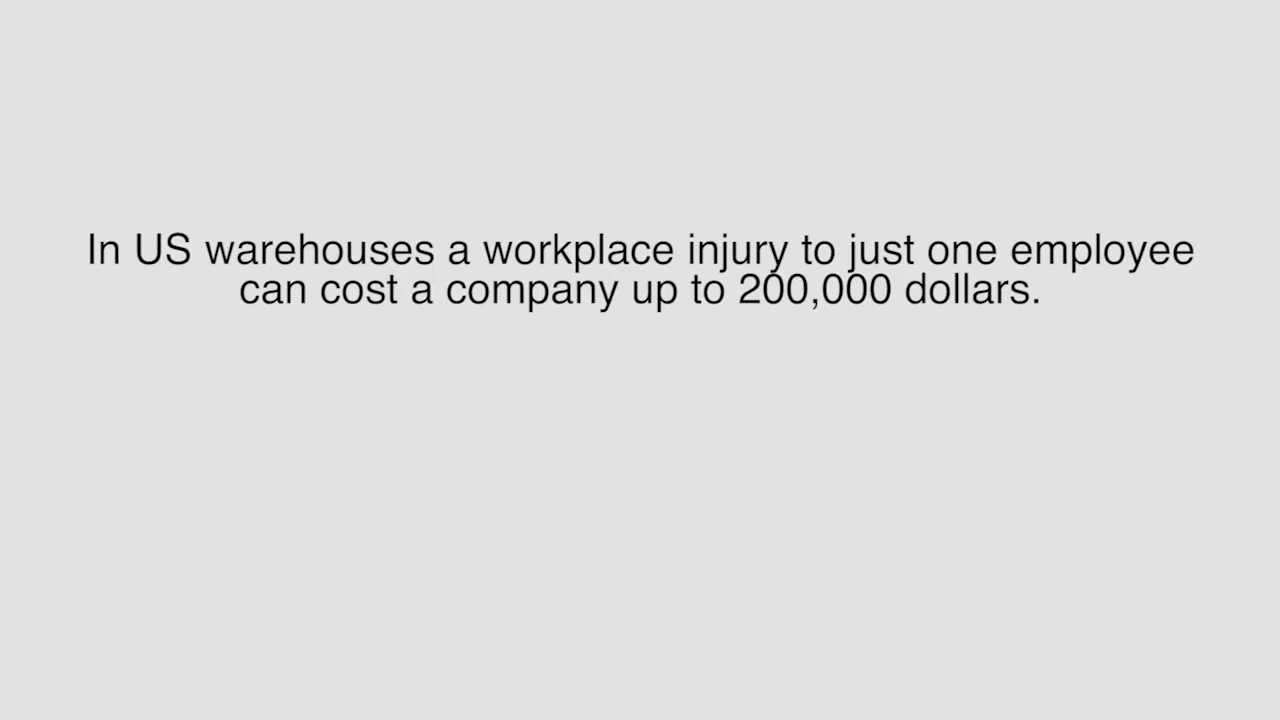 In US warehouses a workplace injury to just one employee
can cost a company up to 200,000 dollars.